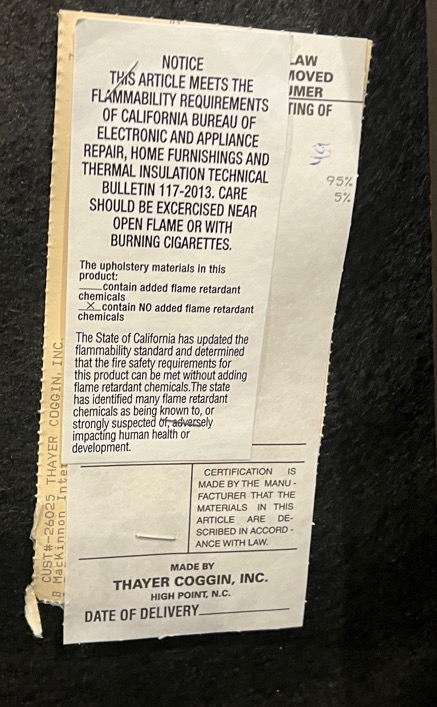 NOTICE
THIS ARTICLE MEETS THE
FLAMMABILITY REQUIREMENTS
OF CALIFORNIA BUREAU OF
ELECTRONIC AND APPLIANCE
REPAIR, HOME FURNISHINGS AND
THERMAL INSULATION TECHNICAL
BULLETIN 117-2013. CARE
SHOULD BE EXCERCISED NEAR
OPEN FLAME OR WITH
BURNING CIGARETTES.
The upholstery materials in this
product:
____contain added flame retardant
chemicals
__X__contain NO added flame retardant
chemicals
The State of California has updated the
flammability standard and determined
that the fire safety requirements for
this product can be met without adding
flame retardant chemicals.The state
has identified many flame retardant
chemicals as being known to, or
strongly suspected of, adversely
impacting human health or
development.
LAW
MOVED
UMER
TING OF
95%
5%
CERTIFICATION IS
MADE BY THE MANU-
FACTURER THAT THE
MATERIALS IN THIS
ARTICLE ARE DE-
SCRIBED IN ACCORD-
ANCE WITH LAW.
MADE BY
THAYER COGGIN, INC.
HIGH POINT, N.C.
DATE OF DELIVERY
CUST#-26025 THAYER COGGIN, INC.
B MacKinnon Inter